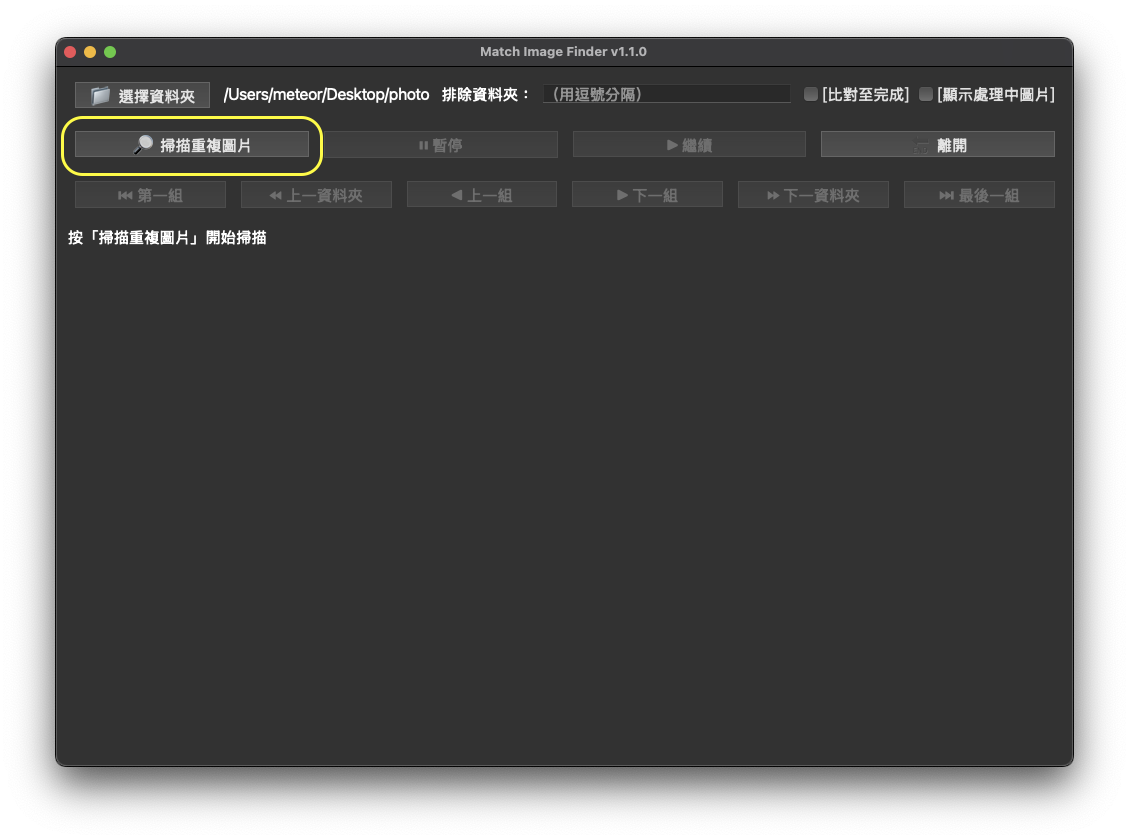 Match Image Finder v1.1.0
選擇資料夾 /Users/meteor/Desktop/photo 排除資料夾： （用逗號分隔） [比對至完成] [顯示處理中圖片]
掃描重複圖片 暫停 繼續 離開
第一組 上一資料夾 上一組 下一組 下一資料夾 最後一組
按「掃描重複圖片」開始掃描